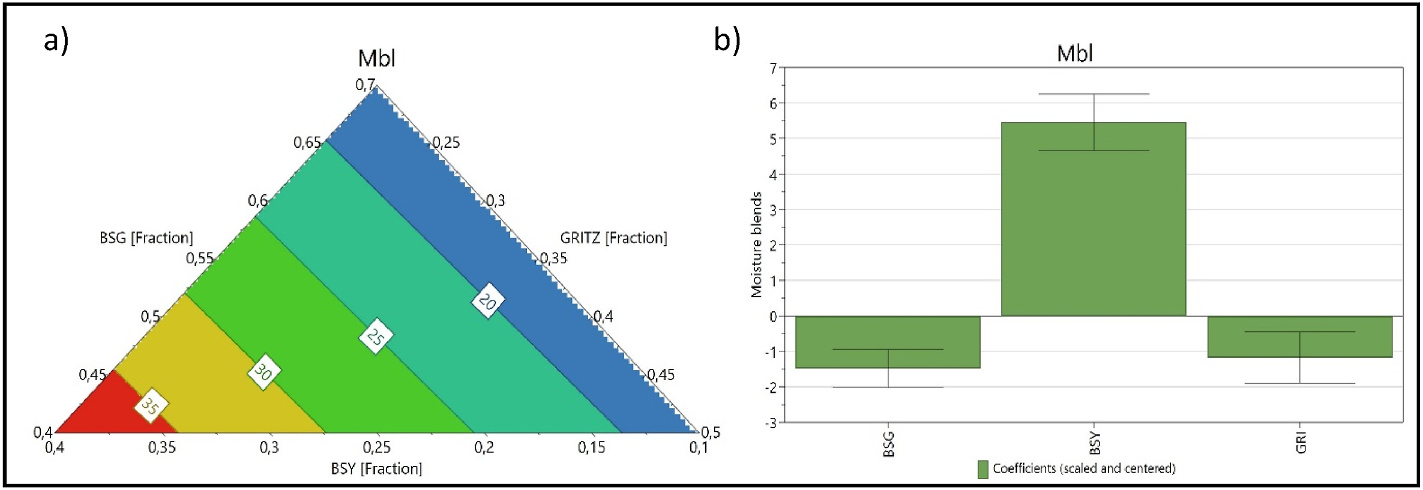 a)
Mbl
0,7
0,65
0,25
0,6
0,3
BSG [Fraction]
GRITZ [Fraction]
0,55
0,35
20
0,5
0,4
25
30
0,45
0,45
35
0,4
0,5
0,4
0,35
0,3
0,25
0,2
0,1
BSY [Fraction]
b)
Mbl
7
6
5
4
3
2
1
0
-1
-2
-3
Moisture blends
BSG
BSY
GRI
Coefficients (scaled and centered)